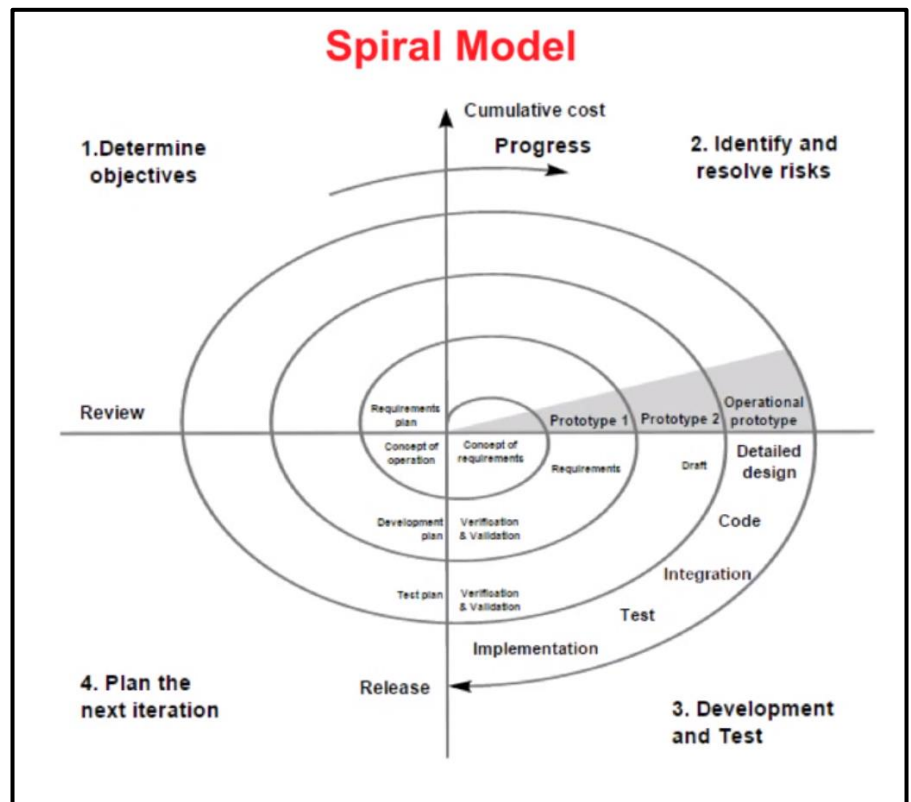 Spiral Model
Cumulative cost
Progress
1.Determine
objectives
2. Identify and
resolve risks
Review
Requirements
plan
Prototype 1
Prototype 2
Operational
prototype
Concept of
operation
Concept of
requirements
Requirements
Draft
Detailed
design
Development
plan
Verification
& Validation
Code
Integration
Test plan
Verification
& Validation
Test
Implementation
4. Plan the
next iteration
Release
3. Development
and Test